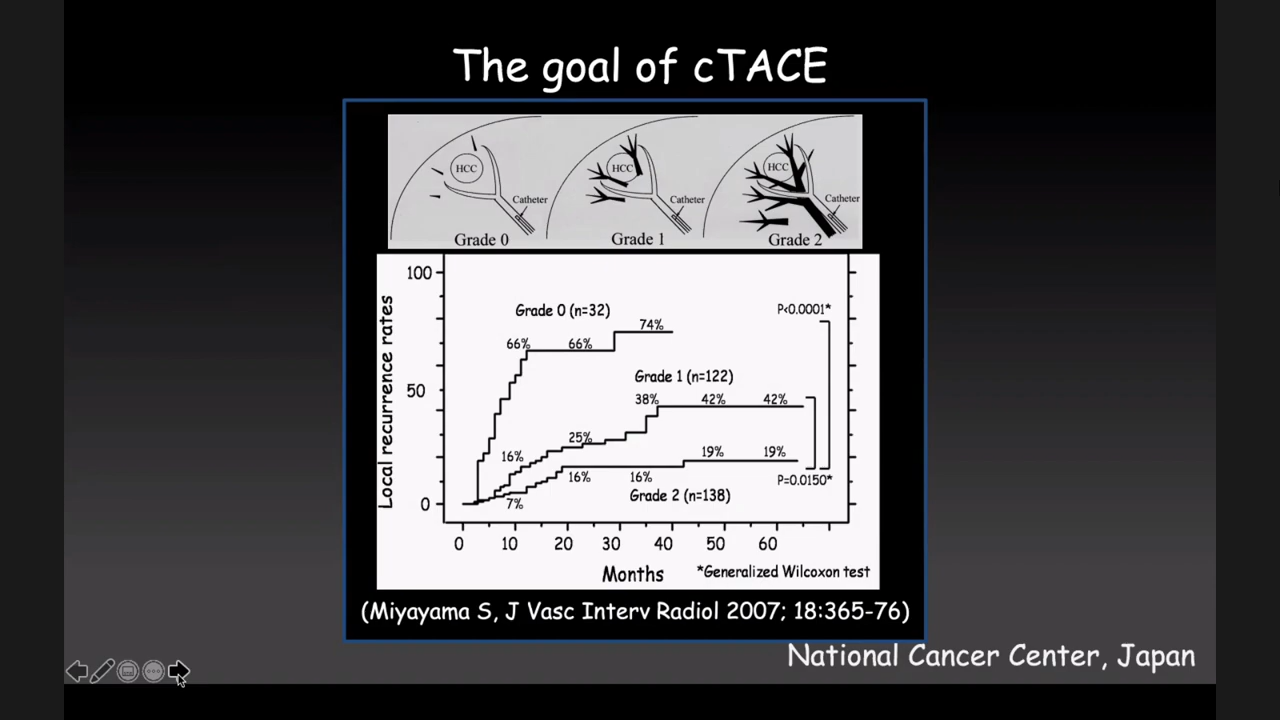 The goal of cTACE
HCC
Catheter
Grade 0
HCC
Catheter
Grade 1
HCC
Catheter
Grade 2
Local recurrence rates
100
50
0
Grade 0 (n=32)
66%
66%
74%
Grade 1 (n=122)
16%
25%
38%
42%
42%
Grade 2 (n=138)
7%
16%
16%
19%
19%
P<0.0001*
P=0.0150*
0 10 20 30 40 50 60
Months
*Generalized Wilcoxon test
(Miyayama S, J Vasc Interv Radiol 2007; 18:365-76)
National Cancer Center, Japan